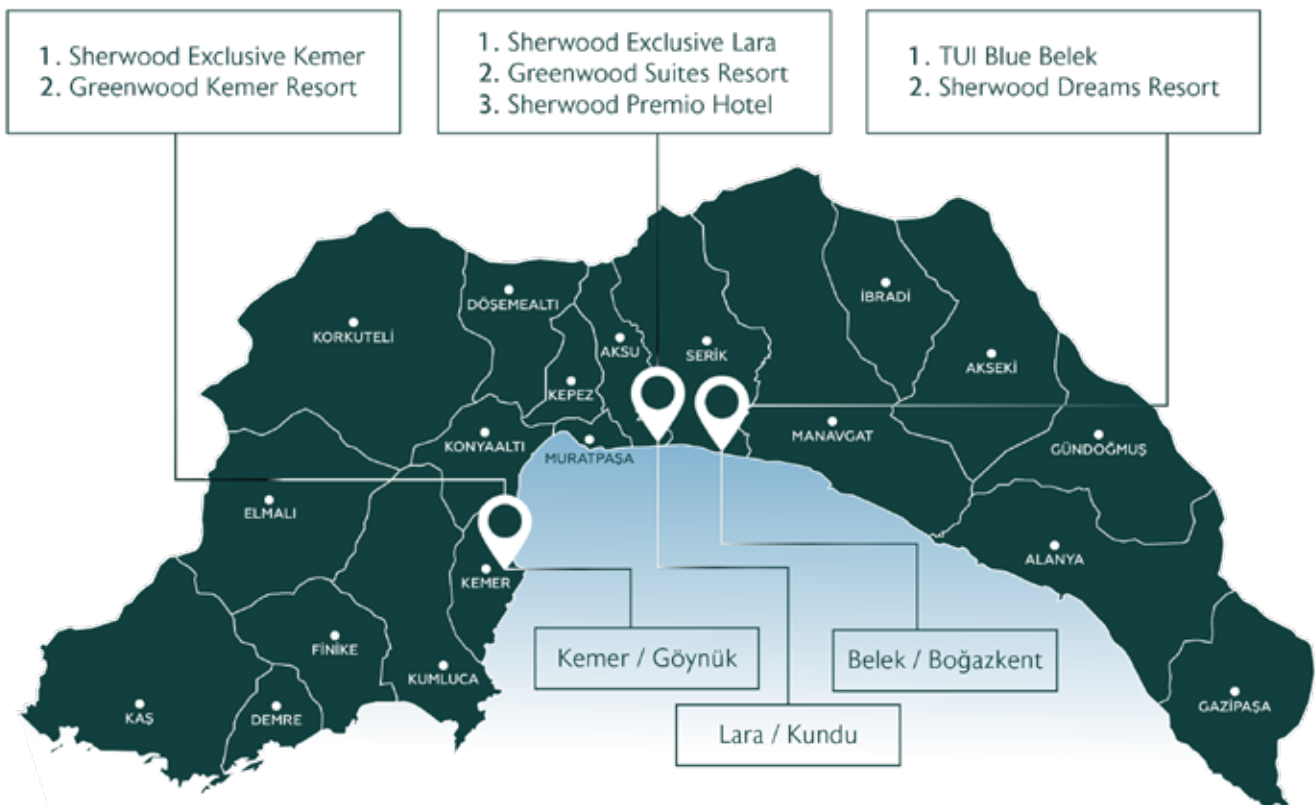 1. Sherwood Exclusive Kemer
2. Greenwood Kemer Resort
1. Sherwood Exclusive Lara
2. Greenwood Suites Resort
3. Sherwood Premio Hotel
1. TUI Blue Belek
2. Sherwood Dreams Resort
KORKUTELİ
DÖŞEMEALTI
KEPEZ
AKSU
SERİK
İBRADİ
AKSEKİ
GÜNDOĞMUŞ
MANAVGAT
KONYAALTI
MURATPAŞA
ELMALI
KEMER
ALANYA
FİNİKE
KUMLUCA
KAŞ
DEMRE
GAZİPAŞA
Kemer / Göynük
Belek / Boğazkent
Lara / Kundu